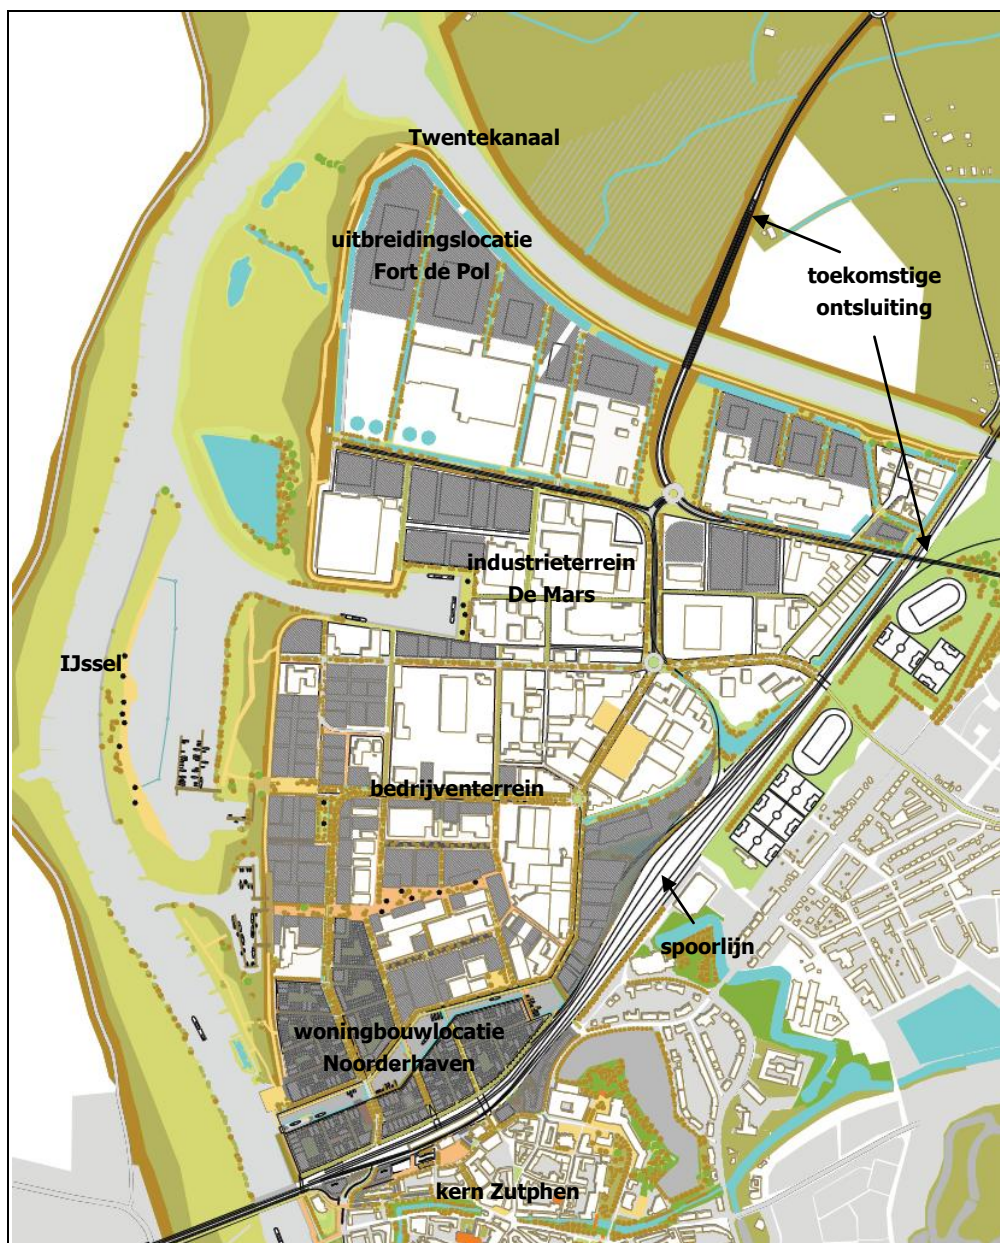 Twentekanaal
uitbreidingslocatie
Fort de Pol
toekomstige
ontsluiting
industrieterrein
De Mars
IJssel
bedrijventerrein
spoorlijn
woningbouwlocatie
Noorderhaven
kern Zutphen